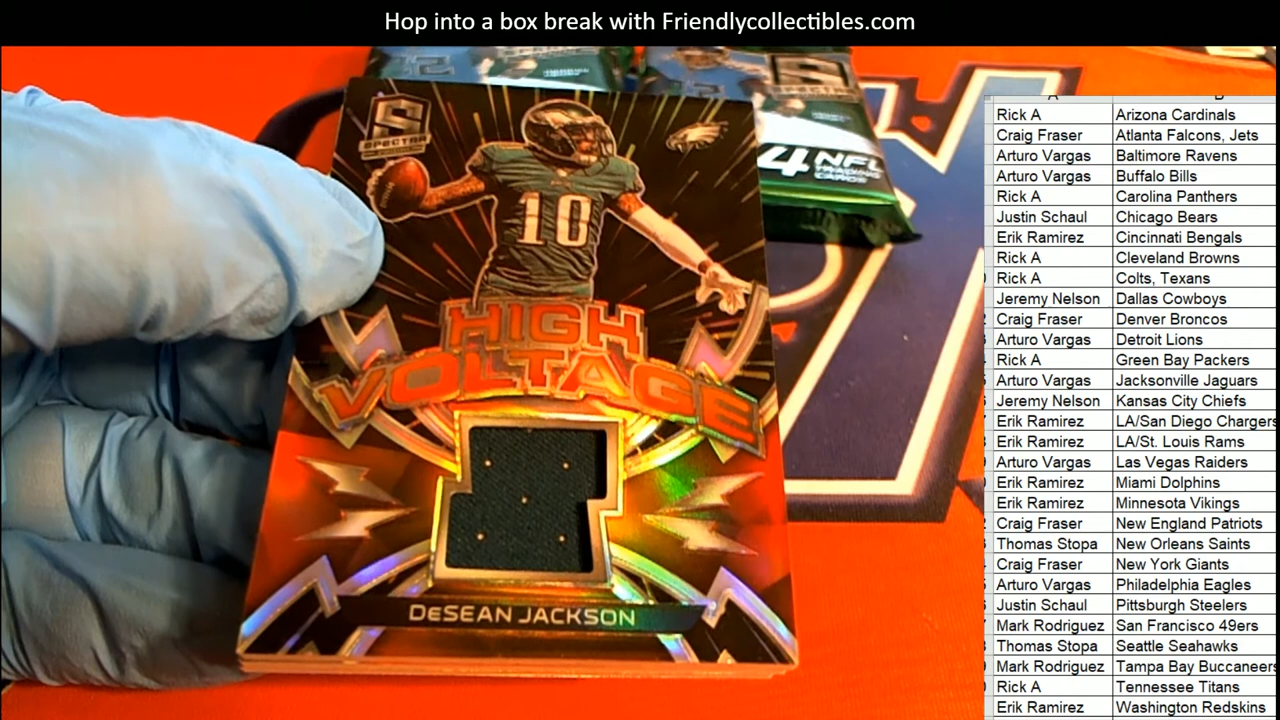 Hop into a box break with Friendlycollectibles.com
SPECTRA
10
HIGH
VOLTAGE
DESEAN JACKSON
4 NFL
TRADING
CARDS
Rick A Arizona Cardinals
Craig Fraser Atlanta Falcons, Jets
Arturo Vargas Baltimore Ravens
Arturo Vargas Buffalo Bills
Rick A Carolina Panthers
Justin Schaul Chicago Bears
Erik Ramirez Cincinnati Bengals
Rick A Cleveland Browns
Rick A Colts, Texans
Jeremy Nelson Dallas Cowboys
Craig Fraser Denver Broncos
Arturo Vargas Detroit Lions
Rick A Green Bay Packers
Arturo Vargas Jacksonville Jaguars
Jeremy Nelson Kansas City Chiefs
Erik Ramirez LA/San Diego Chargers
Erik Ramirez LA/St. Louis Rams
Arturo Vargas Las Vegas Raiders
Erik Ramirez Miami Dolphins
Erik Ramirez Minnesota Vikings
Craig Fraser New England Patriots
Thomas Stopa New Orleans Saints
Craig Fraser New York Giants
Arturo Vargas Philadelphia Eagles
Justin Schaul Pittsburgh Steelers
Mark Rodriguez San Francisco 49ers
Thomas Stopa Seattle Seahawks
Mark Rodriguez Tampa Bay Buccaneers
Rick A Tennessee Titans
Erik Ramirez Washington Redskins